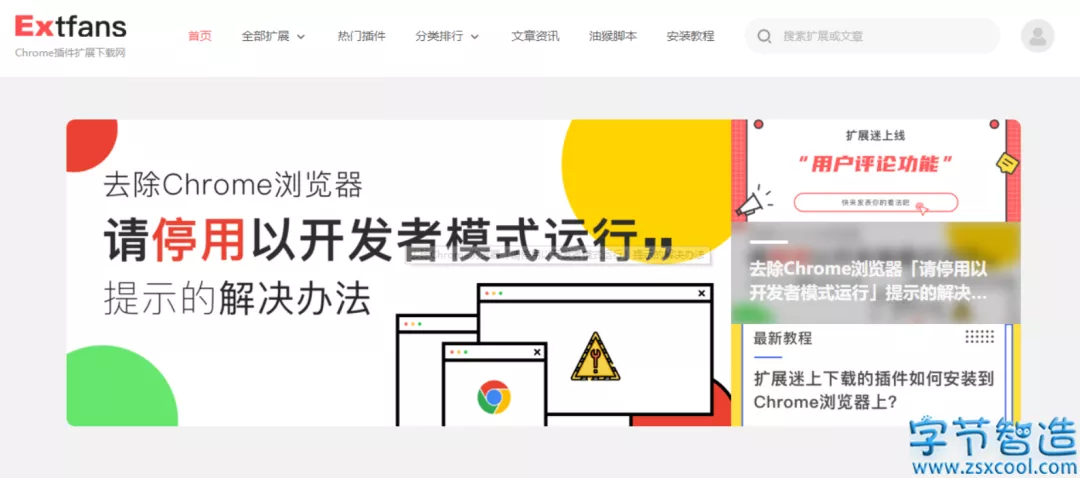 Extfans
Chrome插件扩展下载网
首页
全部扩展
热门插件
分类排行
文章资讯
油猴脚本
安装教程
搜索扩展或文章
去除Chrome浏览器
请停用以开发者模式运行”
提示的解决办法
扩展迷上线
“用户评论功能”
快来发表你的看法吧
去除Chrome浏览器「请停用以
开发者模式运行」提示的解决...
最新教程
扩展迷上下载的插件如何安装到
Chrome浏览器上?
字节智造
www.zsxcool.com